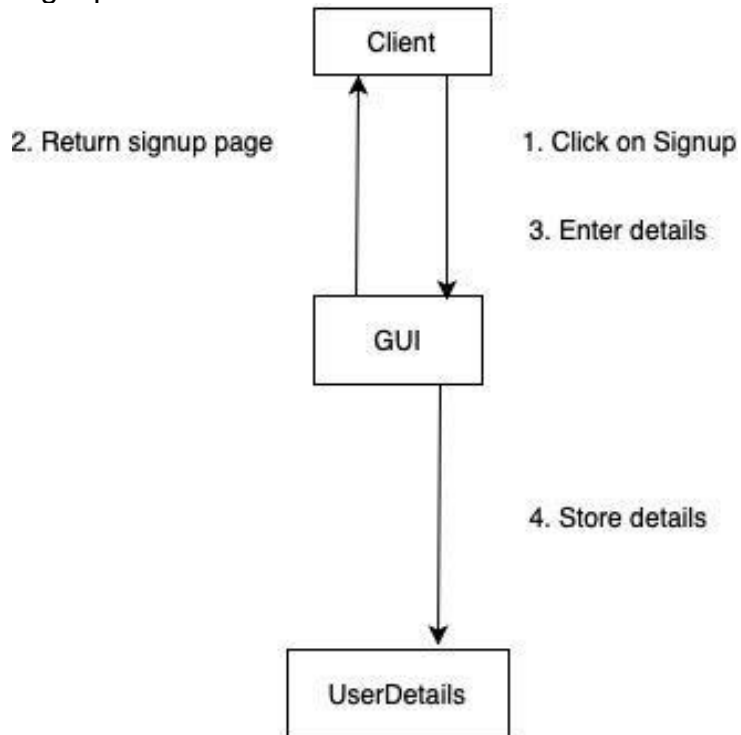 Client
2. Return signup page
1. Click on Signup
3. Enter details
GUI
4. Store details
UserDetails